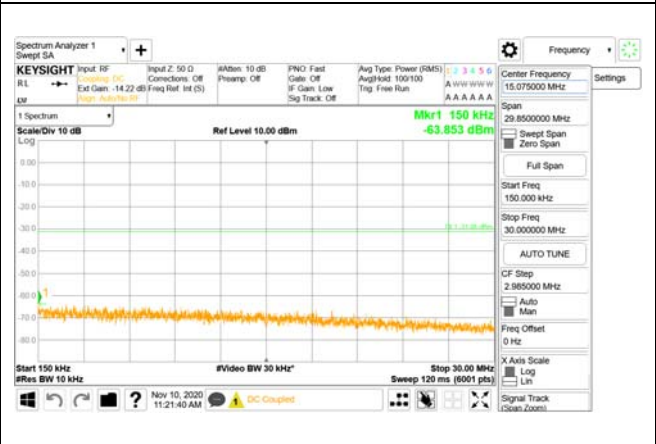 Spectrum Analyzer 1
Swept SA
Frequency
KEYSIGHT
Input: RF
Coupling: DC
Ext Gain: -14.22 dB
Align: Auto/No RF
Input Z: 50 Ω
Corrections: Off
Freq Ref: Int (S)
#Atten: 10 dB
Preamp: Off
PNO: Fast
Gate: Off
IF Gain: Low
Sig Track: Off
Avg Type: Power (RMS)
Avg|Hold: 100/100
Trig: Free Run
1 2 3 4 5 6
A W W W W W
A A A A A A
RL
1 Spectrum
Mkr1 150 kHz
-63.853 dBm
Scale/Div 10 dB
Ref Level 10.00 dBm
Log
0.00
-10.0
-20.0
-30.0
-40.0
-50.0
-60.0
-70.0
-80.0
1
Start 150 kHz
#Video BW 30 kHz*
Stop 30.00 MHz
#Res BW 10 kHz
Sweep 120 ms (6001 pts)
Nov 10, 2020
11:21:40 AM
1
DC Coupled
Center Frequency
15.075000 MHz
Settings
Span
29.8500000 MHz
Swept Span
Zero Span
Full Span
Start Freq
150.000 kHz
Stop Freq
30.000000 MHz
AUTO TUNE
CF Step
2.985000 MHz
Auto
Man
Freq Offset
0 Hz
X Axis Scale
Log
Lin
Signal Track
(Span Zoom)